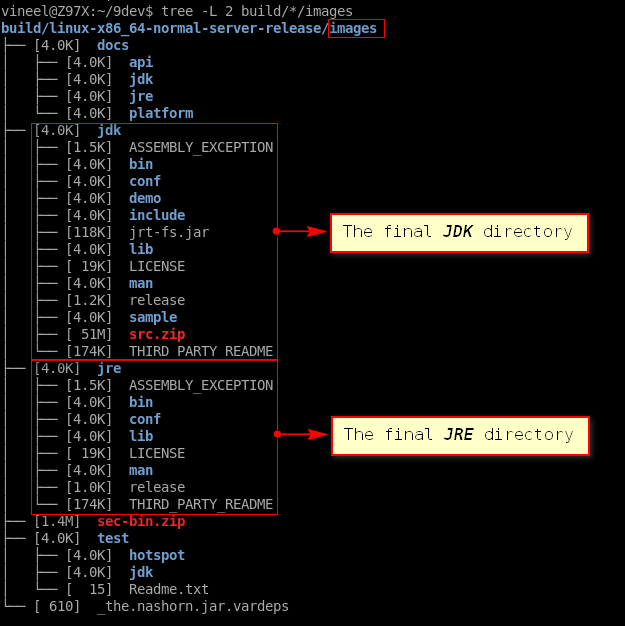 vineel@Z97X:~/9dev$ tree -L 2 build/*/images
build/linux-x86_64-normal-server-release/images
├── [4.0K]  docs
│   ├── [4.0K]  api
│   ├── [4.0K]  jdk
│   ├── [4.0K]  jre
│   └── [4.0K]  platform
├── [4.0K]  jdk
│   ├── [1.5K]  ASSEMBLY_EXCEPTION
│   ├── [4.0K]  bin
│   ├── [4.0K]  conf
│   ├── [4.0K]  demo
│   ├── [4.0K]  include
│   ├── [118K]  jrt-fs.jar
The final JDK directory
│   ├── [4.0K]  lib
│   ├── [ 19K]  LICENSE
│   ├── [4.0K]  man
│   ├── [1.2K]  release
│   ├── [4.0K]  sample
│   ├── [ 51M]  src.zip
│   └── [174K]  THIRD_PARTY_README
├── [4.0K]  jre
│   ├── [1.5K]  ASSEMBLY_EXCEPTION
│   ├── [4.0K]  bin
│   ├── [4.0K]  conf
│   ├── [4.0K]  lib
The final JRE directory
│   ├── [ 19K]  LICENSE
│   ├── [4.0K]  man
│   ├── [1.0K]  release
│   └── [174K]  THIRD_PARTY_README
├── [1.4M]  sec-bin.zip
├── [4.0K]  test
│   ├── [4.0K]  hotspot
│   ├── [4.0K]  jdk
│   └── [  15]  Readme.txt
└── [ 610]  _the.nashorn.jar.vardeps